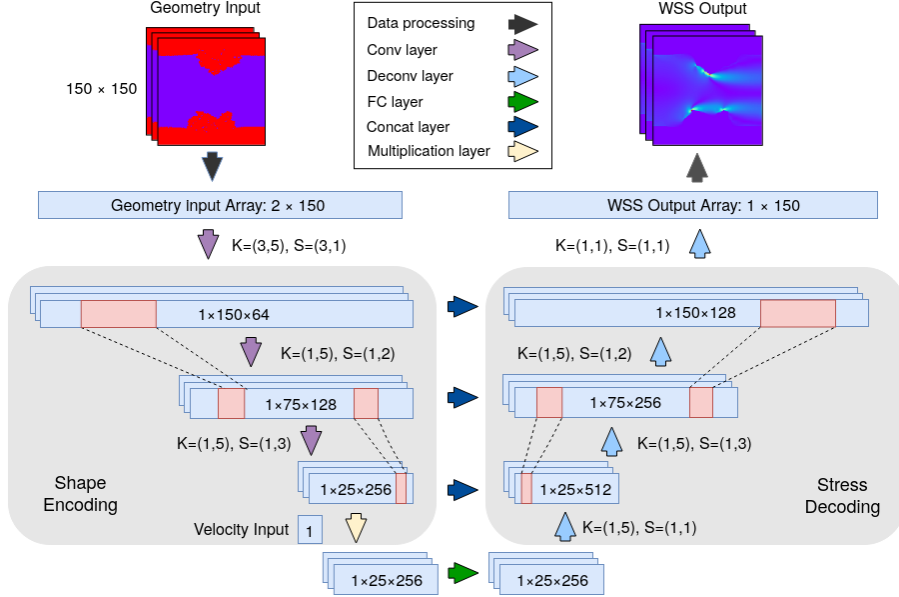 Geometry Input
WSS Output
150 × 150
Data processing
Conv layer
Deconv layer
FC layer
Concat layer
Multiplication layer
Geometry Input Array: 2 × 150
WSS Output Array: 1 × 150
K=(3,5), S=(3,1)
K=(1,1), S=(1,1)
1×150×64
1×150×128
K=(1,5), S=(1,2)
K=(1,5), S=(1,2)
1×75×128
1×75×256
K=(1,5), S=(1,3)
K=(1,5), S=(1,3)
1×25×256
1×25×512
Shape
Encoding
Stress
Decoding
Velocity Input
1
K=(1,5), S=(1,1)
1×25×256
1×25×256